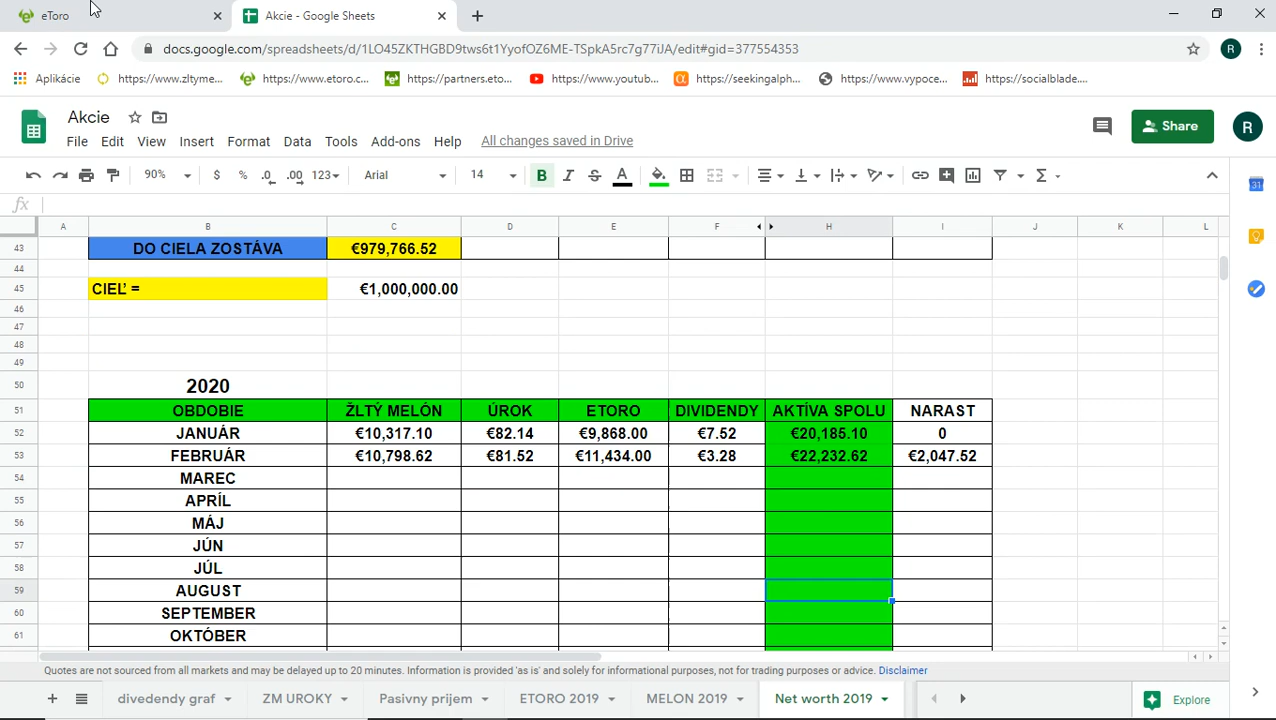 eToro
Akcie - Google Sheets
docs.google.com/spreadsheets/d/1LO45ZKTHGBD9tws6t1YyofOZ6ME-TSpkA5rc7g77iJA/edit#gid=377554353
R
Aplikácie https://www.zltyme... https://www.etoro.c... https://partners.eto... https://www.youtub... https://seekingalph... https://www.vypoce... https://socialblade....
Akcie
Share
R
File Edit View Insert Format Data Tools Add-ons Help All changes saved in Drive
90% $ % .0 .00 123 Arial 14 B I S A
fx
A B C D E F H I J K L
43 DO CIELA ZOSTÁVA €979,766.52
44
45 CIEĽ = €1,000,000.00
46
47
48
49
50 2020
51 OBDOBIE ŽLTÝ MELÓN ÚROK ETORO DIVIDENDY AKTÍVA SPOLU NARAST
52 JANUÁR €10,317.10 €82.14 €9,868.00 €7.52 €20,185.10 0
53 FEBRUÁR €10,798.62 €81.52 €11,434.00 €3.28 €22,232.62 €2,047.52
54 MAREC
55 APRÍL
56 MÁJ
57 JÚN
58 JÚL
59 AUGUST
60 SEPTEMBER
61 OKTÓBER
Quotes are not sourced from all markets and may be delayed up to 20 minutes. Information is provided 'as is' and solely for informational purposes, not for trading purposes or advice. Disclaimer
divedendy graf ZM UROKY Pasivny prijem ETORO 2019 MELON 2019 Net worth 2019 Explore